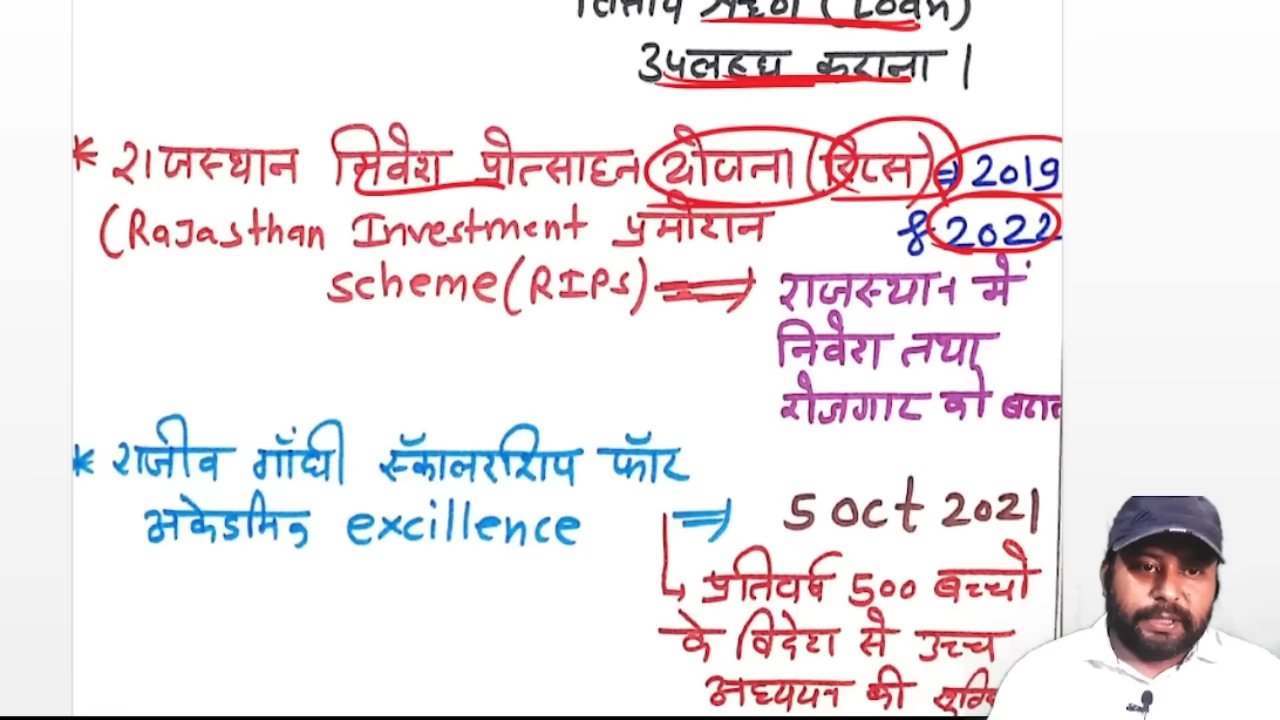 वित्तीय ऋण (Loan)
उपलब्ध कराना।
* राजस्थान निवेश प्रोत्साहन योजना (रिप्स) ⇒ 2019
(Rajasthan Investment प्रमोशन & 2022
scheme (RIPS) ⇒ राजस्थान में
निवेश तथा
रोजगार को
* राजीव गाँधी स्कॅालरशिप फॉर
अकेडमिक excillence ⇒ 5 Oct 2021
↳ प्रतिवर्ष 500 बच्चो
के विदेश से उच्च
अध्ययन की